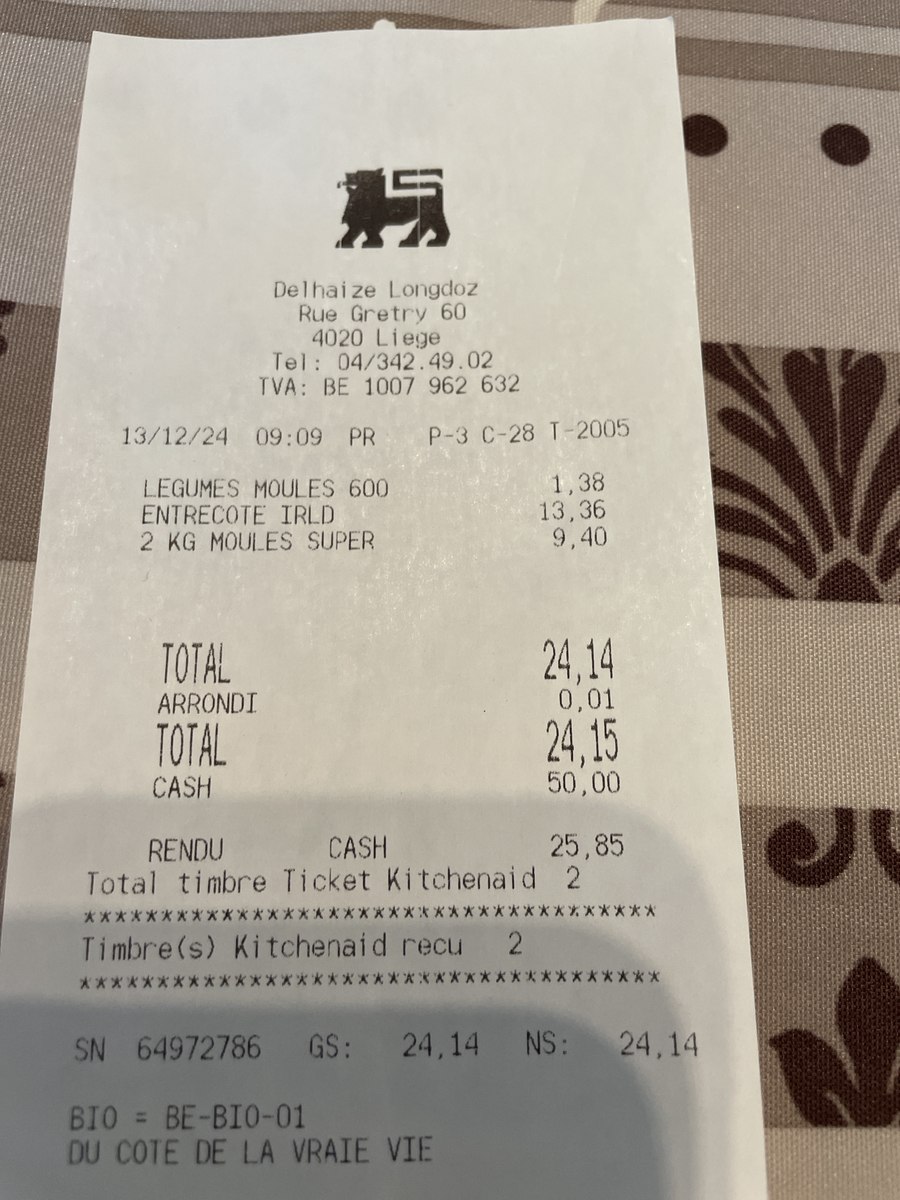 Delhaize Longdoz
Rue Gretry 60
4020 Liege
Tel: 04/342.49.02
TVA: BE 1007 962 632
13/12/24 09:09 PR P-3 C-28 T-2005
LEGUMES MOULES 600 1,38
ENTRECOTE IRLD 13,36
2 KG MOULES SUPER 9,40
TOTAL 24,14
ARRONDI 0,01
TOTAL 24,15
CASH 50,00
RENDU CASH 25,85
Total timbre Ticket Kitchenaid 2
*************************************
Timbre(s) Kitchenaid recu 2
*************************************
SN 64972786 GS: 24,14 NS: 24,14
BIO = BE-BIO-01
DU COTE DE LA VRAIE VIE